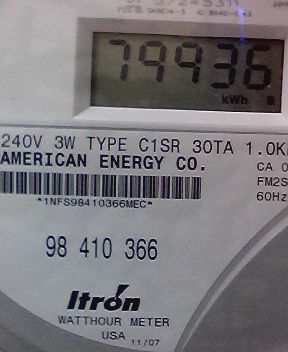 79936
kWh
240V 3W TYPE C1SR 30TA 1.0K
AMERICAN ENERGY CO.
CA 0
FM2S
60Hz
*1NFS98410366MEC*
98 410 366
Itron
WATTHOUR METER
USA 11/07